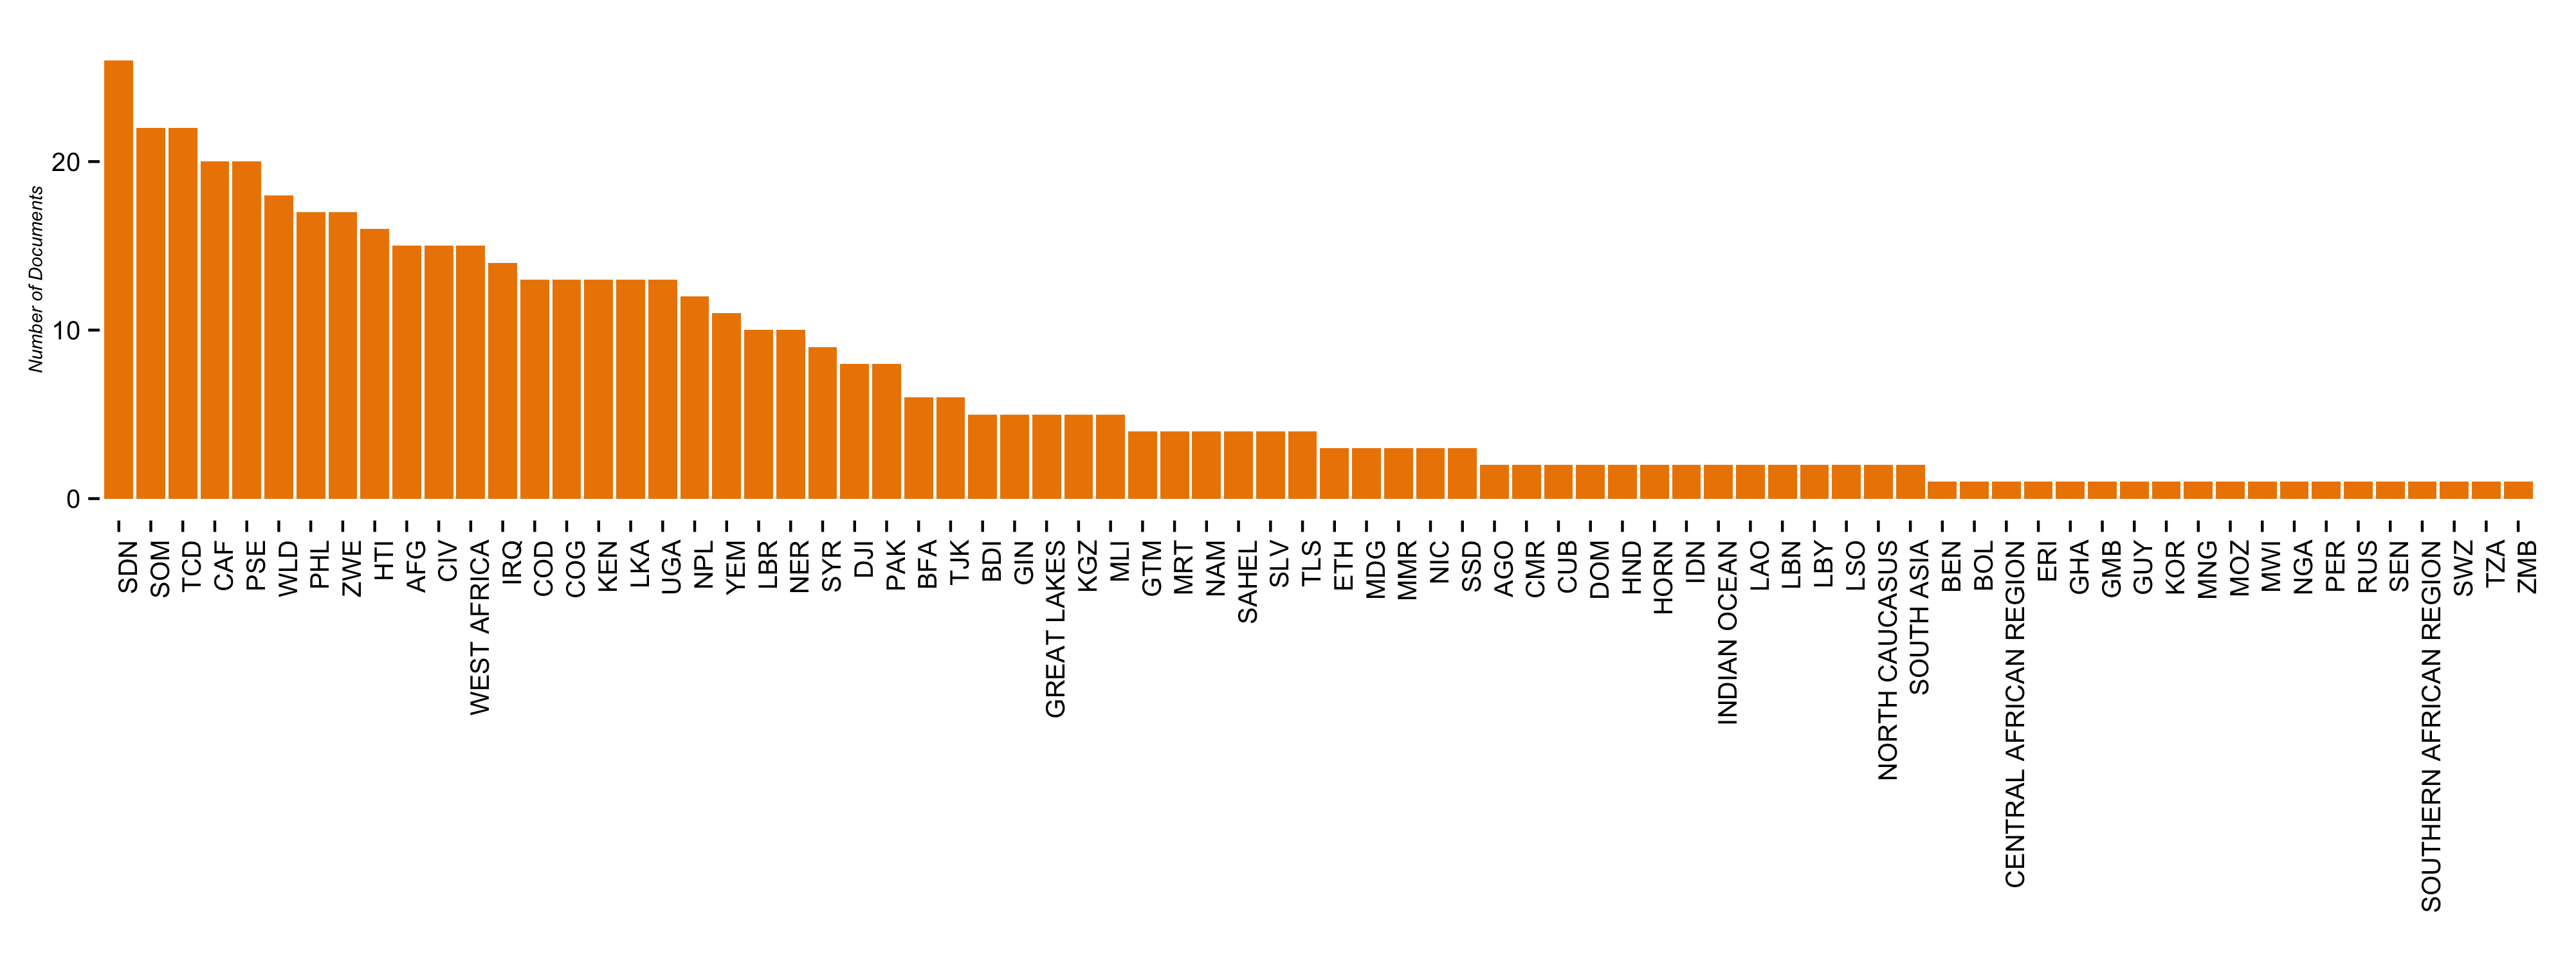 Number of Documents
20
10
0
SDN
SOM
TCD
CAF
PSE
WLD
PHL
ZWE
HTI
AFG
CIV
WEST AFRICA
IRQ
COD
COG
KEN
LKA
UGA
NPL
YEM
LBR
NER
SYR
DJI
PAK
BFA
TJK
BDI
GIN
GREAT LAKES
KGZ
MLI
GTM
MRT
NAM
SAHEL
SLV
TLS
ETH
MDG
MMR
NIC
SSD
AGO
CMR
CUB
DOM
HND
HORN
IDN
INDIAN OCEAN
LAO
LBN
LBY
LSO
NORTH CAUCASUS
SOUTH ASIA
BEN
BOL
CENTRAL AFRICAN REGION
ERI
GHA
GMB
GUY
KOR
MNG
MOZ
MWI
NGA
PER
RUS
SEN
SOUTHERN AFRICAN REGION
SWZ
TZA
ZMB